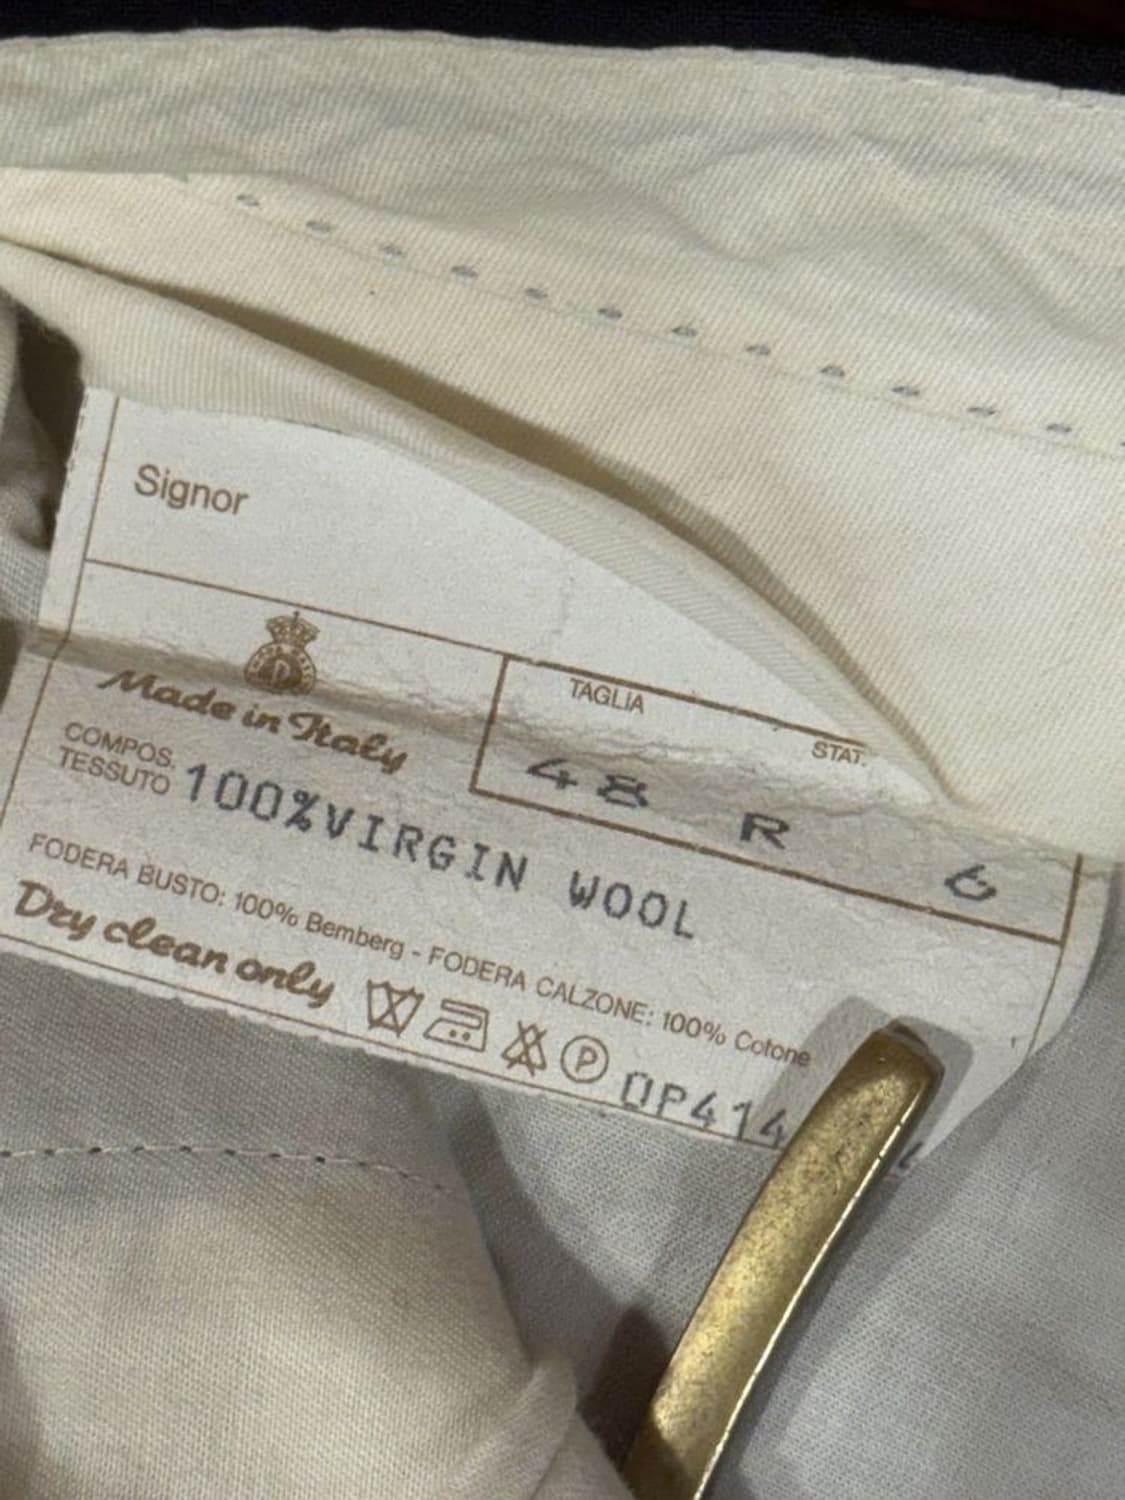 Signor
TAGLIA
STAT.
48 R 6
Made in Italy
COMPOS.
TESSUTO 100%VIRGIN WOOL
FODERA BUSTO: 100% Bemberg - FODERA CALZONE: 100% Cotone
Dry clean only
P